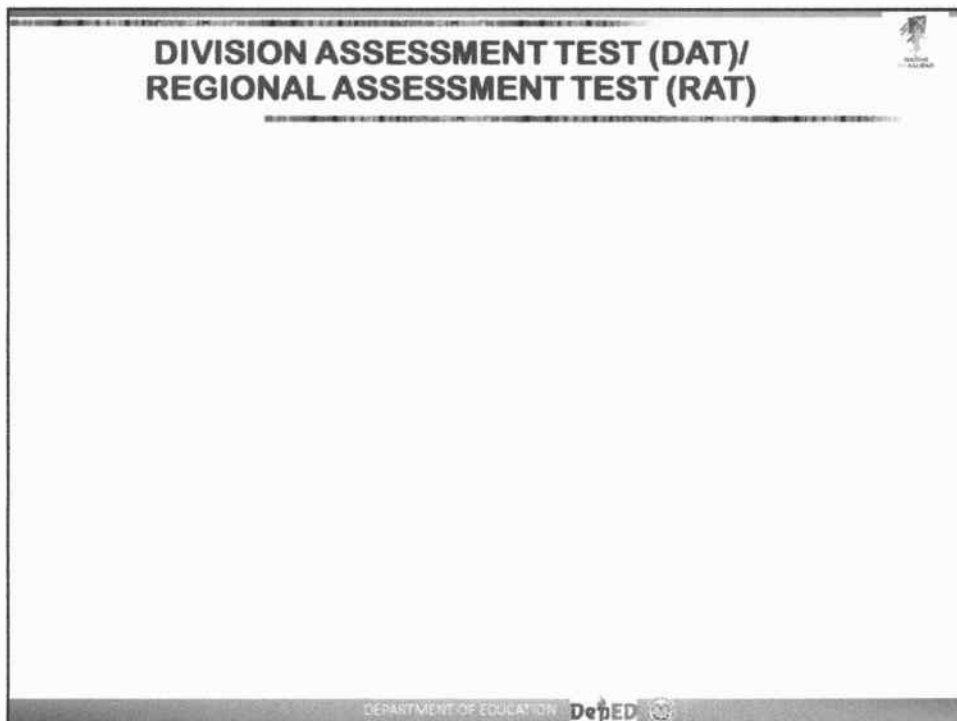 DIVISION ASSESSMENT TEST (DAT)/
REGIONAL ASSESSMENT TEST (RAT)
DEPARTMENT OF EDUCATION DepED